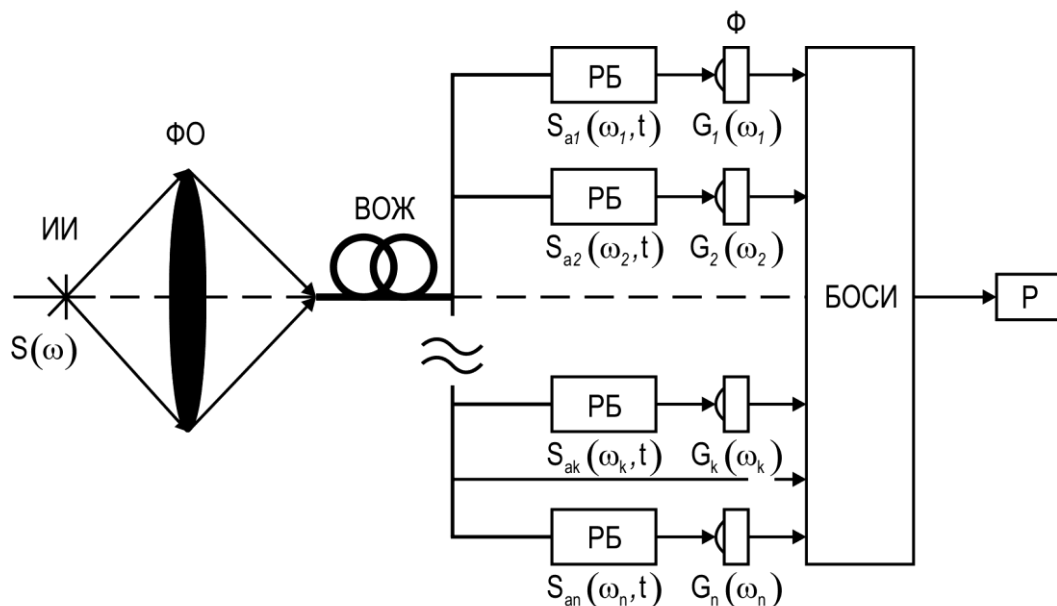 Ф
РБ
S_a1(ω_1,t) G_1(ω_1)
ФО
РБ
ВОЖ
ИИ
S_a2(ω_2,t) G_2(ω_2)
БОСИ
Р
S(ω)
РБ
S_ak(ω_k,t) G_k(ω_k)
РБ
S_an(ω_n,t) G_n(ω_n)